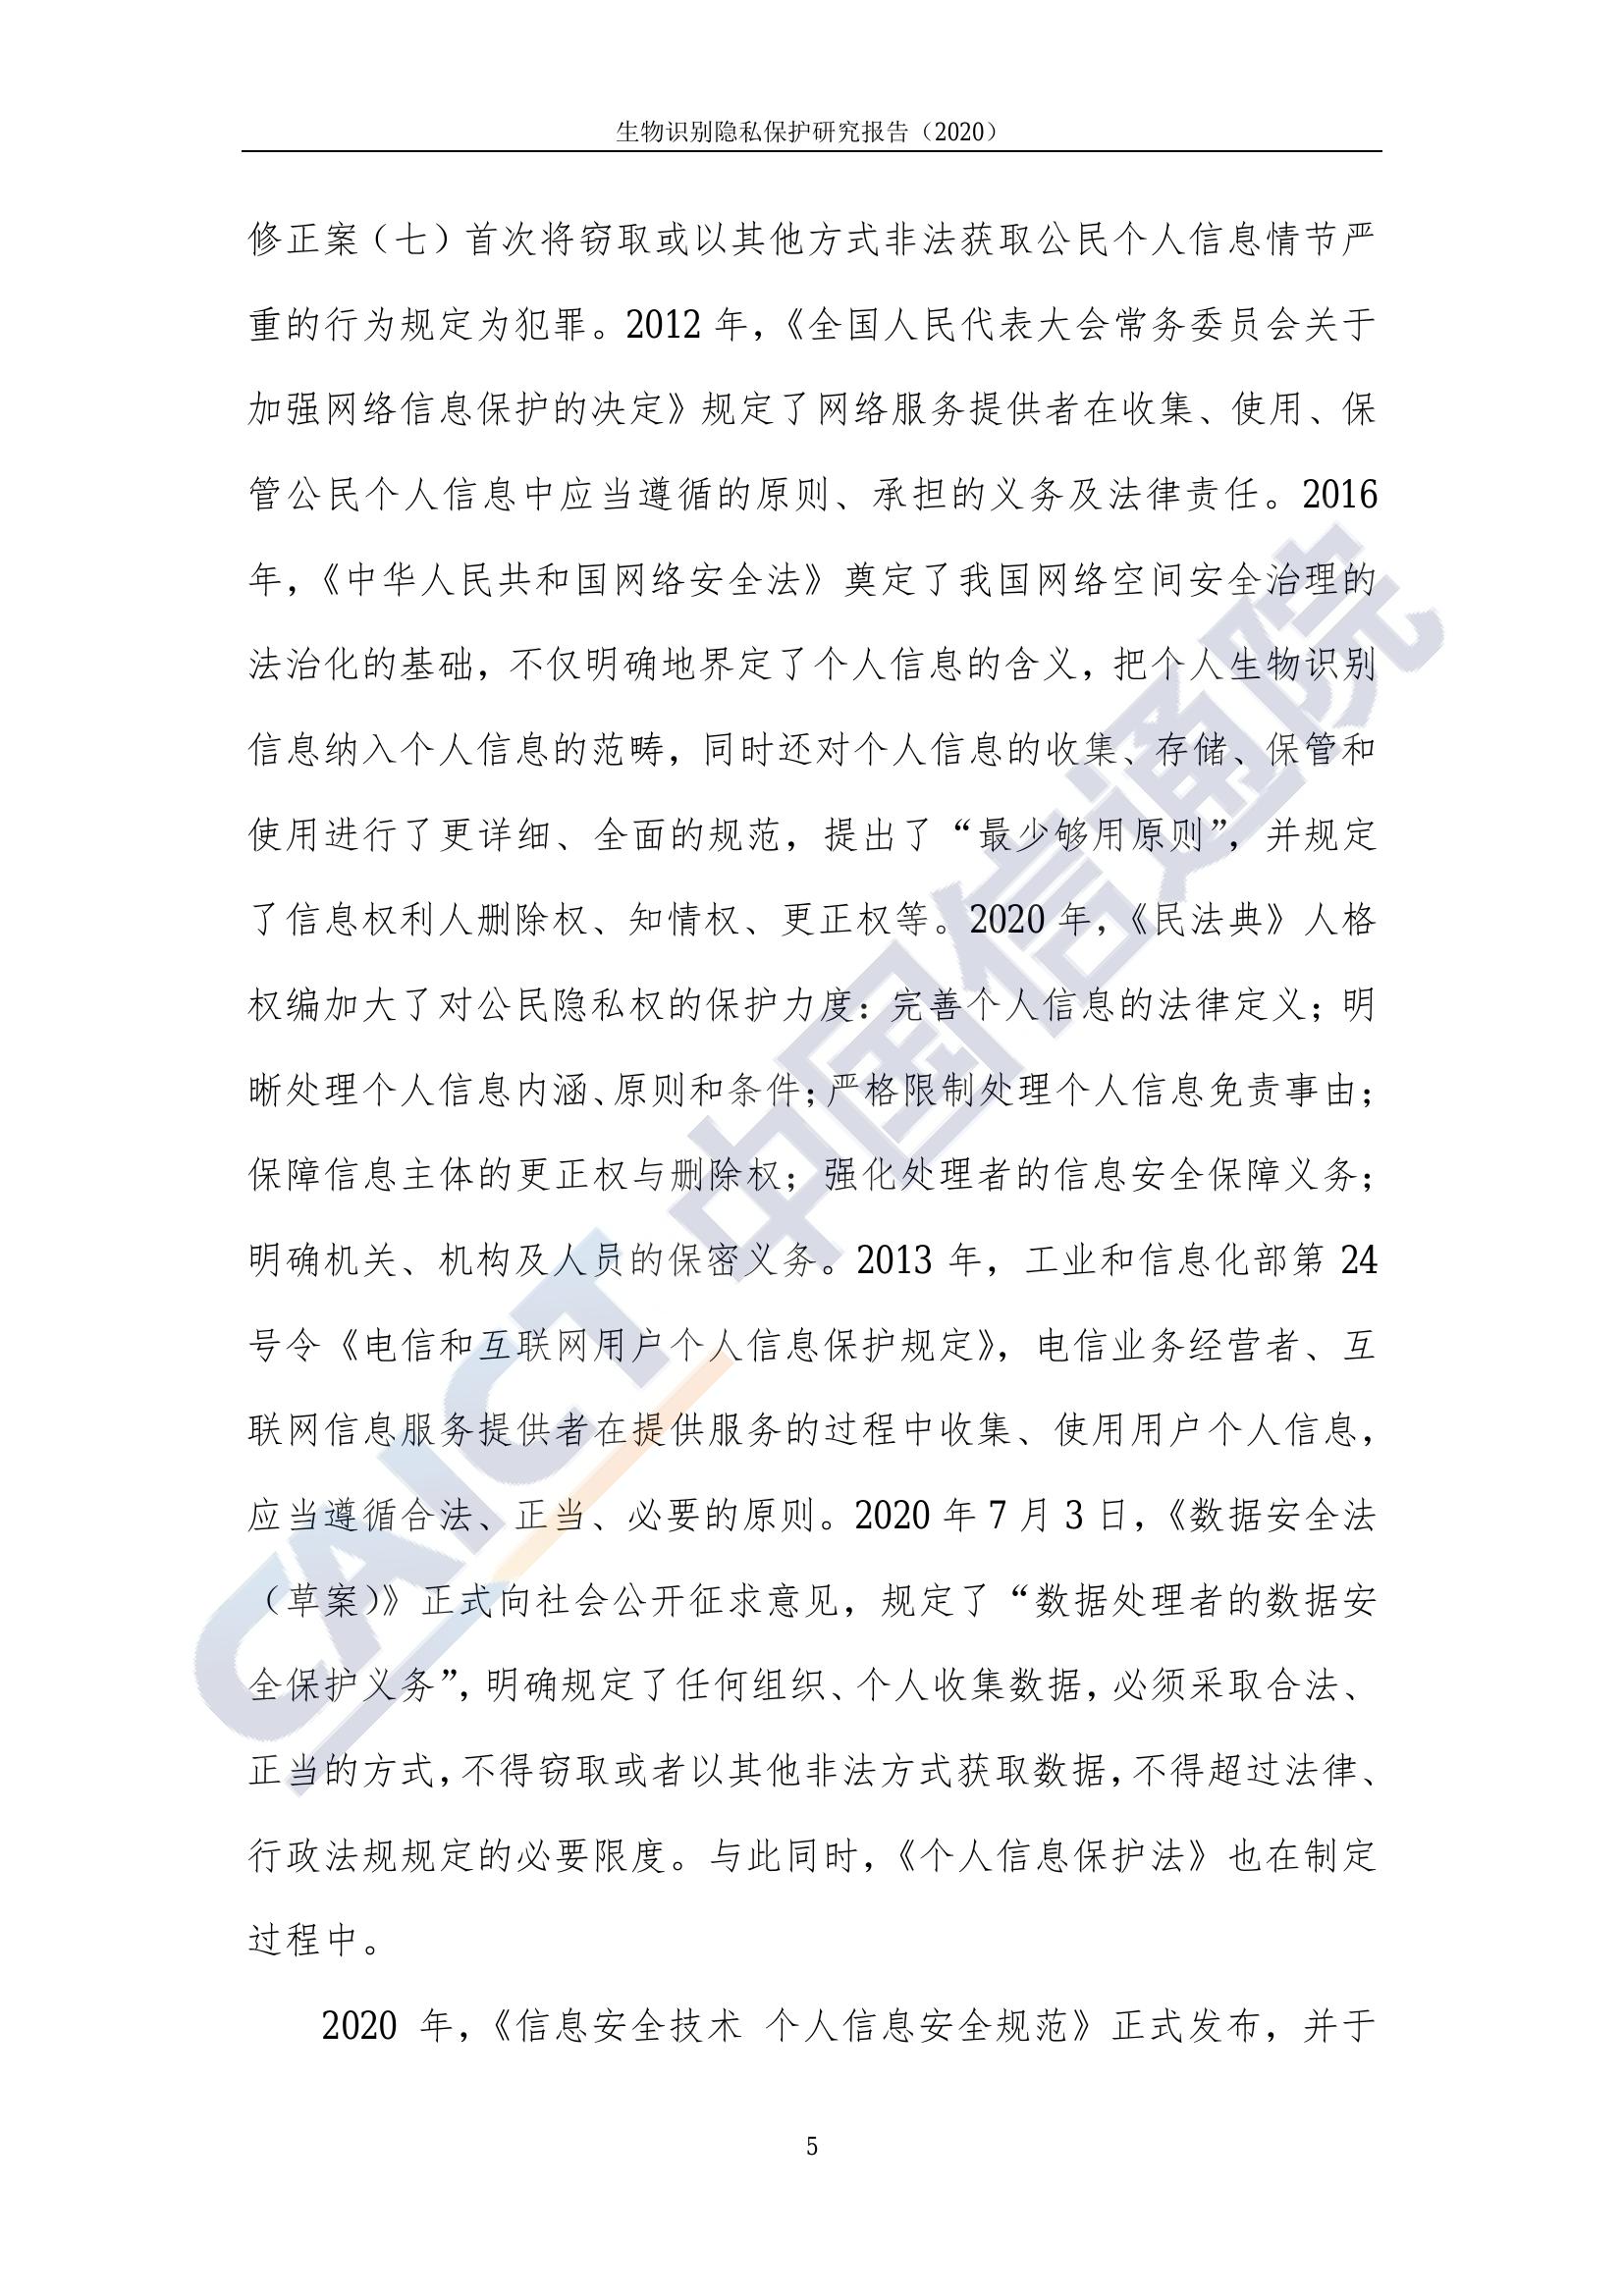 生物识别隐私保护研究报告（2020）
修正案（七）首次将窃取或以其他方式非法获取公民个人信息情节严
重的行为规定为犯罪。2012 年，《全国人民代表大会常务委员会关于
加强网络信息保护的决定》规定了网络服务提供者在收集、使用、保
管公民个人信息中应当遵循的原则、承担的义务及法律责任。2016
年，《中华人民共和国网络安全法》奠定了我国网络空间安全治理的
法治化的基础，不仅明确地界定了个人信息的含义，把个人生物识别
信息纳入个人信息的范畴，同时还对个人信息的收集、存储、保管和
使用进行了更详细、全面的规范，提出了“最少够用原则”，并规定
了信息权利人删除权、知情权、更正权等。2020 年，《民法典》人格
权编加大了对公民隐私权的保护力度：完善个人信息的法律定义；明
晰处理个人信息内涵、原则和条件；严格限制处理个人信息免责事由；
保障信息主体的更正权与删除权；强化处理者的信息安全保障义务；
明确机关、机构及人员的保密义务。2013 年，工业和信息化部第 24
号令《电信和互联网用户个人信息保护规定》，电信业务经营者、互
联网信息服务提供者在提供服务的过程中收集、使用用户个人信息，
应当遵循合法、正当、必要的原则。2020 年 7 月 3 日，《数据安全法
（草案）》正式向社会公开征求意见，规定了“数据处理者的数据安
全保护义务”，明确规定了任何组织、个人收集数据，必须采取合法、
正当的方式，不得窃取或者以其他非法方式获取数据，不得超过法律、
行政法规规定的必要限度。与此同时，《个人信息保护法》也在制定
过程中。
2020 年，《信息安全技术 个人信息安全规范》正式发布，并于
5
CAICT 中国信通院